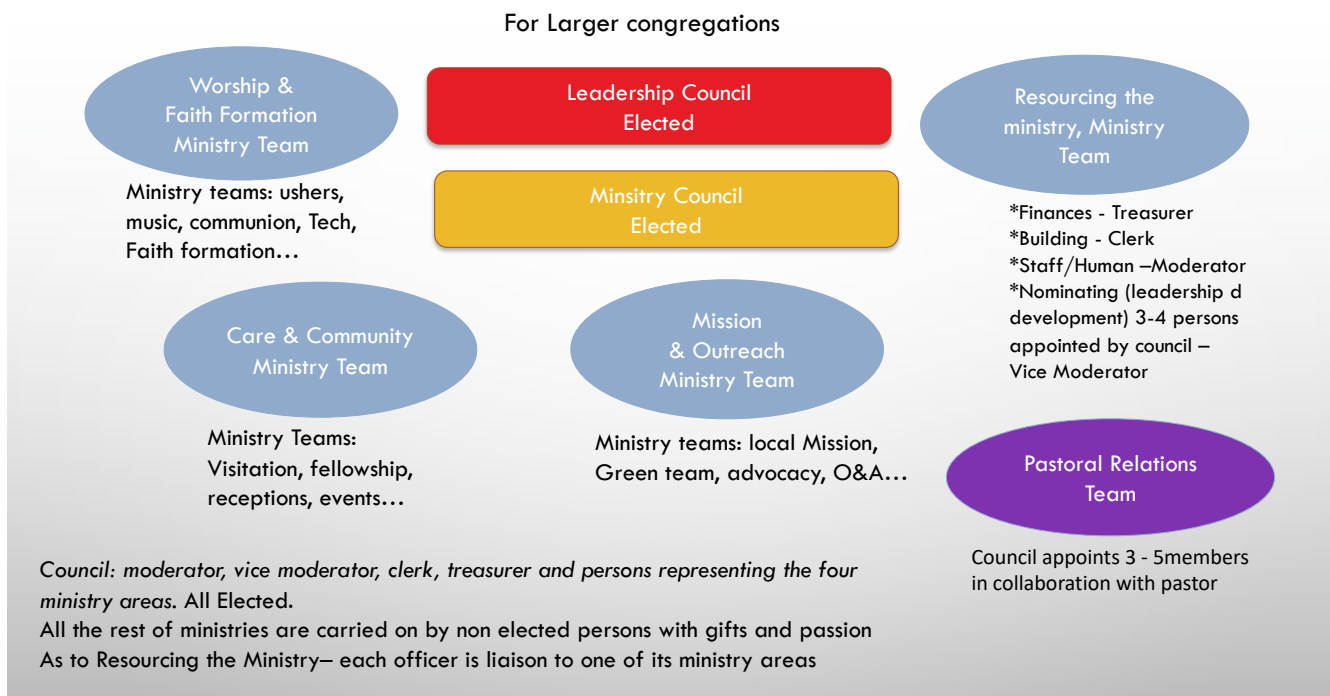 For Larger congregations
Worship &
Faith Formation
Ministry Team
Ministry teams: ushers,
music, communion, Tech,
Faith formation…
Leadership Council
Elected
Minsitry Council
Elected
Resourcing the
ministry, Ministry
Team
*Finances - Treasurer
*Building - Clerk
*Staff/Human –Moderator
*Nominating (leadership d
development) 3-4 persons
appointed by council –
Vice Moderator
Care & Community
Ministry Team
Ministry Teams:
Visitation, fellowship,
receptions, events…
Mission
& Outreach
Ministry Team
Ministry teams: local Mission,
Green team, advocacy, O&A…
Pastoral Relations
Team
Council appoints 3 - 5members
in collaboration with pastor
Council: moderator, vice moderator, clerk, treasurer and persons representing the four
ministry areas. All Elected.
All the rest of ministries are carried on by non elected persons with gifts and passion
As to Resourcing the Ministry– each officer is liaison to one of its ministry areas